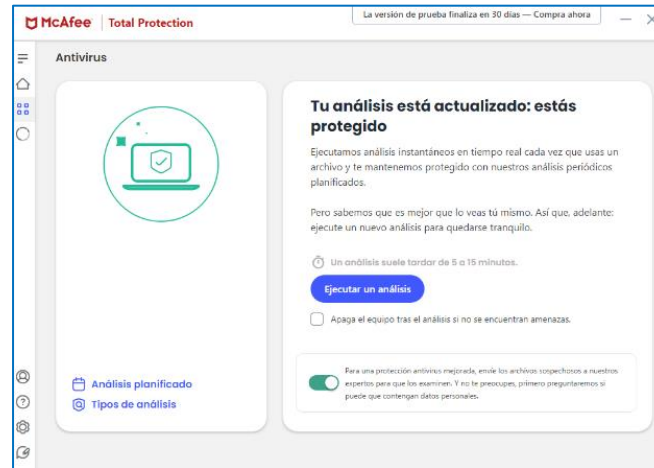 McAfee Total Protection
La versión de prueba finaliza en 30 días — Compra ahora
Antivirus
Tu análisis está actualizado: estás
protegido
Ejecutamos análisis instantáneos en tiempo real cada vez que usas un
archivo y te mantenemos protegido con nuestros análisis periódicos
planificados.
Pero sabemos que es mejor que lo veas tú mismo. Así que, adelante:
ejecute un nuevo análisis para quedarse tranquilo.
Un análisis suele tardar de 5 a 15 minutos.
Ejecutar un análisis
Apaga el equipo tras el análisis si no se encuentran amenazas.
Para una protección antivirus mejorada, envíe los archivos sospechosos a nuestros
expertos para que los examinen. Y no te preocupes, primero preguntaremos si
puede que contengan datos personales.
Análisis planificado
Tipos de análisis